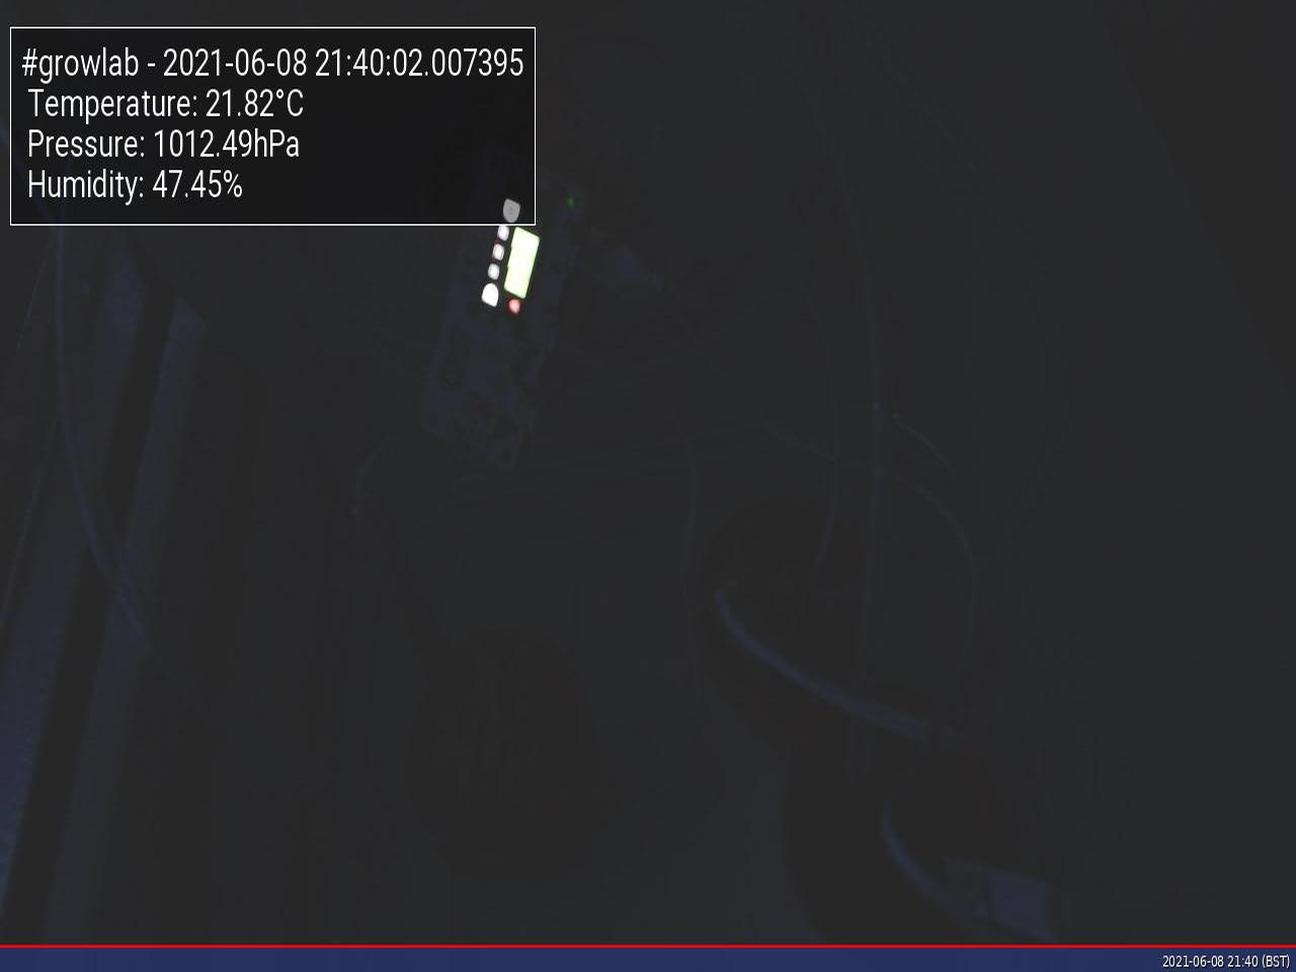 #growlab - 2021-06-08 21:40:02.007395
Temperature: 21.82°C
Pressure: 1012.49hPa
Humidity: 47.45%
2021-06-08 21:40 (BST)